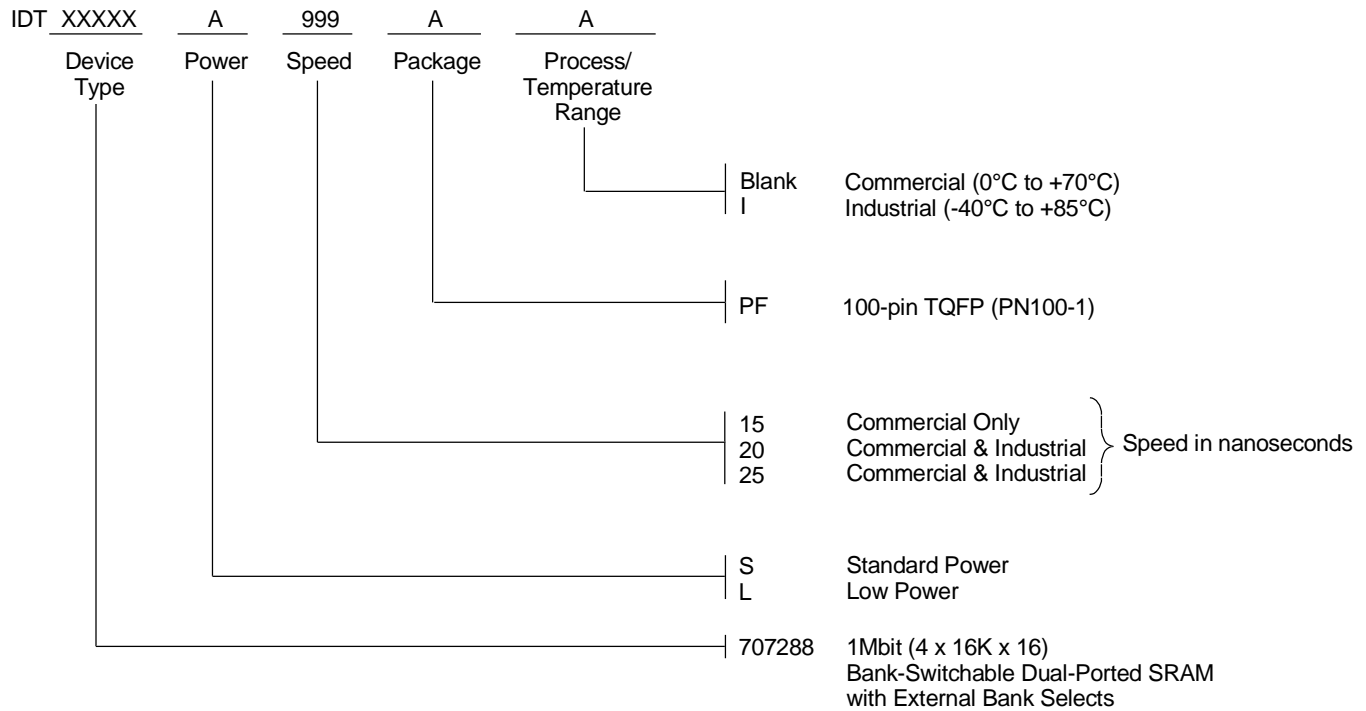 IDT XXXXX A 999 A A
Device Type Power Speed Package Process/ Temperature Range
Blank Commercial (0°C to +70°C)
I Industrial (-40°C to +85°C)
PF 100-pin TQFP (PN100-1)
15 Commercial Only
20 Commercial & Industrial Speed in nanoseconds
25 Commercial & Industrial
S Standard Power
L Low Power
707288 1Mbit (4 x 16K x 16)
Bank-Switchable Dual-Ported SRAM
with External Bank Selects